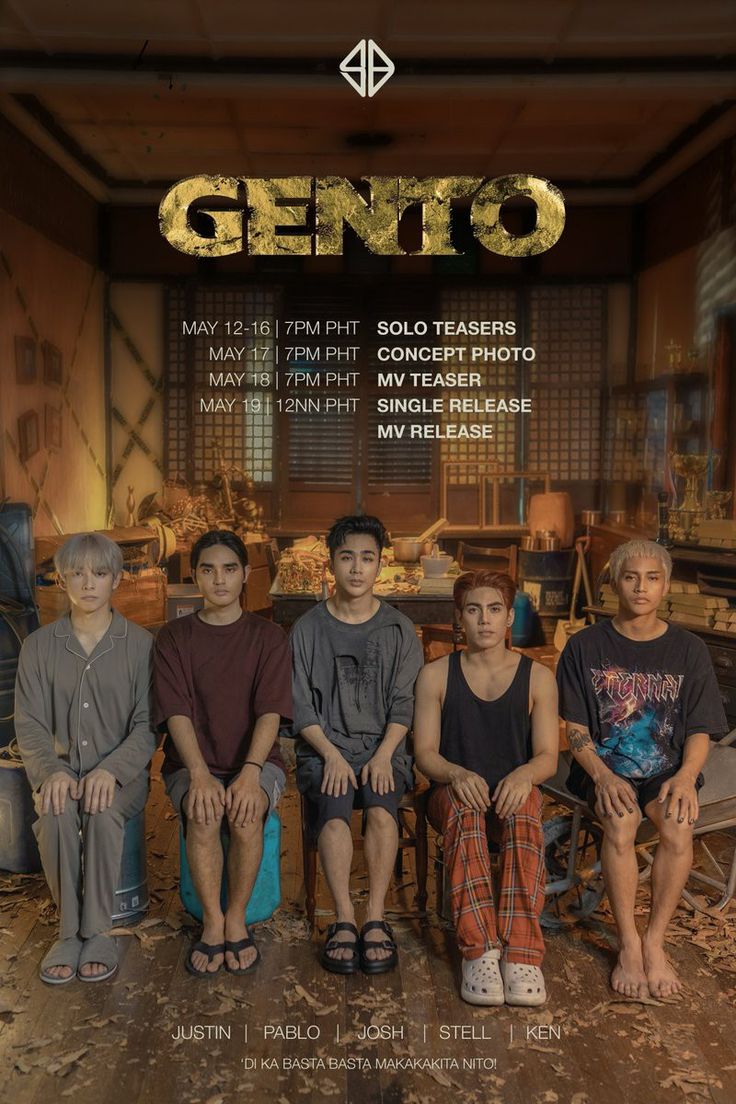 GENTO
MAY 12-16 | 7PM PHT SOLO TEASERS
MAY 17 | 7PM PHT CONCEPT PHOTO
MAY 18 | 7PM PHT MV TEASER
MAY 19 | 12NN PHT SINGLE RELEASE
MV RELEASE
ETERNAL
JUSTIN | PABLO | JOSH | STELL | KEN
'DI KA BASTA BASTA MAKAKAKITA NITO!